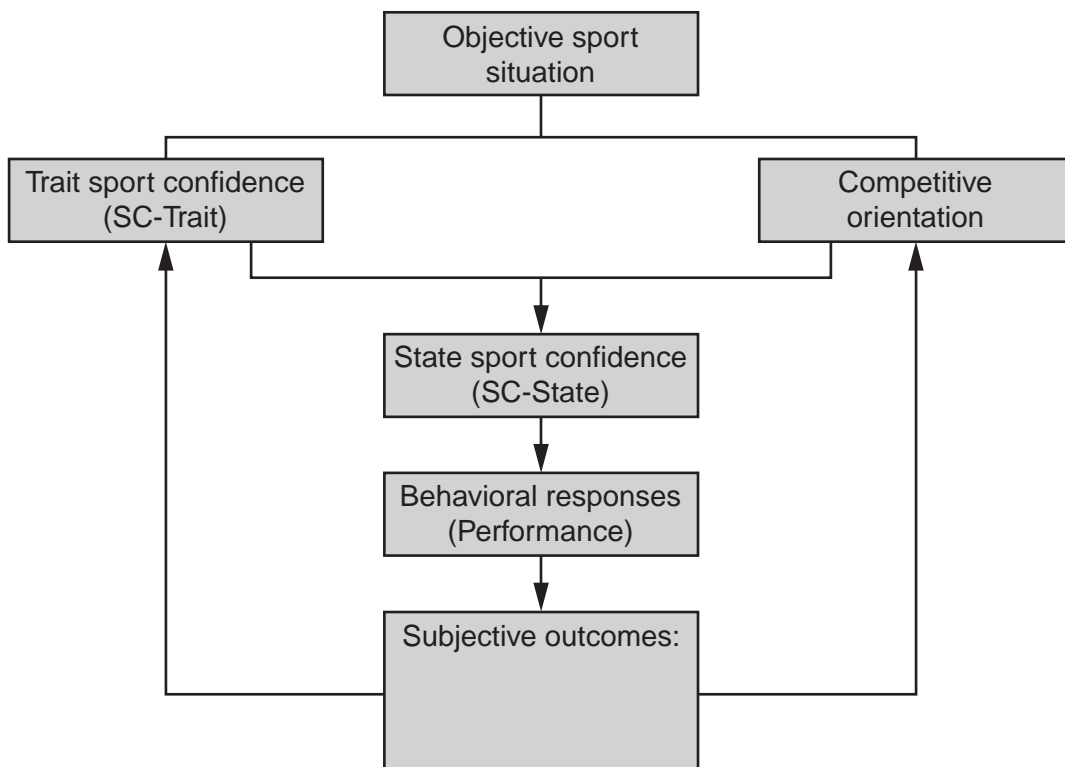 Objective sport
situation
Trait sport confidence
(SC-Trait)
Competitive
orientation
State sport confidence
(SC-State)
Behavioral responses
(Performance)
Subjective outcomes: